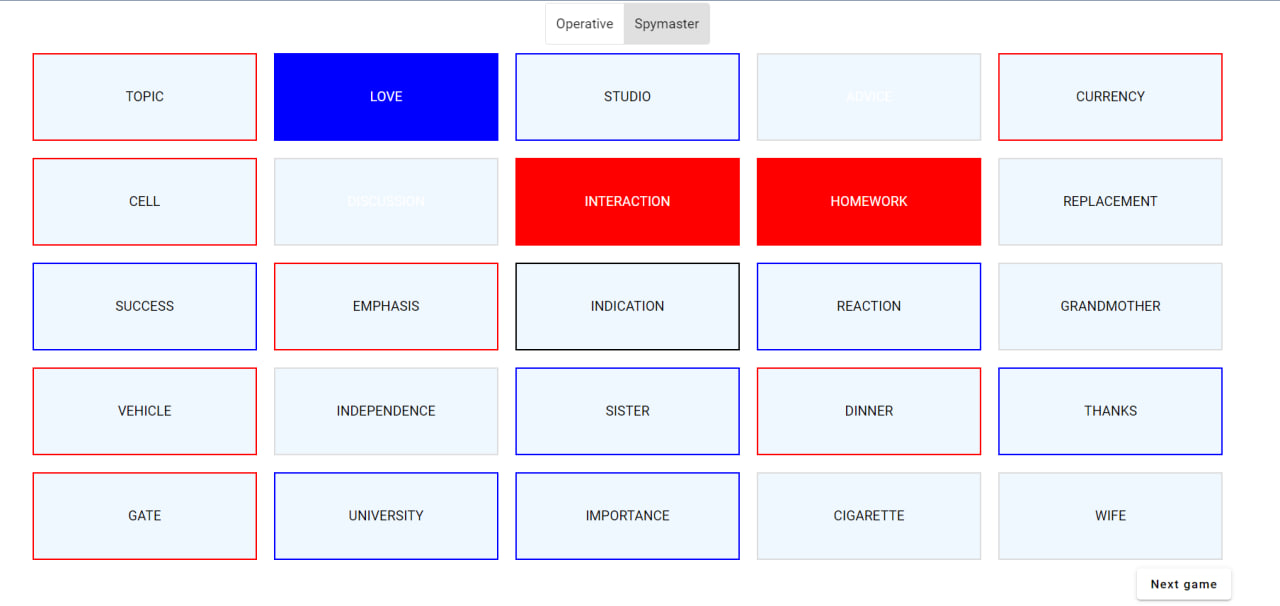 Operative Spymaster
TOPIC LOVE STUDIO ADVICE CURRENCY
CELL DISCUSSION INTERACTION HOMEWORK REPLACEMENT
SUCCESS EMPHASIS INDICATION REACTION GRANDMOTHER
VEHICLE INDEPENDENCE SISTER DINNER THANKS
GATE UNIVERSITY IMPORTANCE CIGARETTE WIFE
Next game